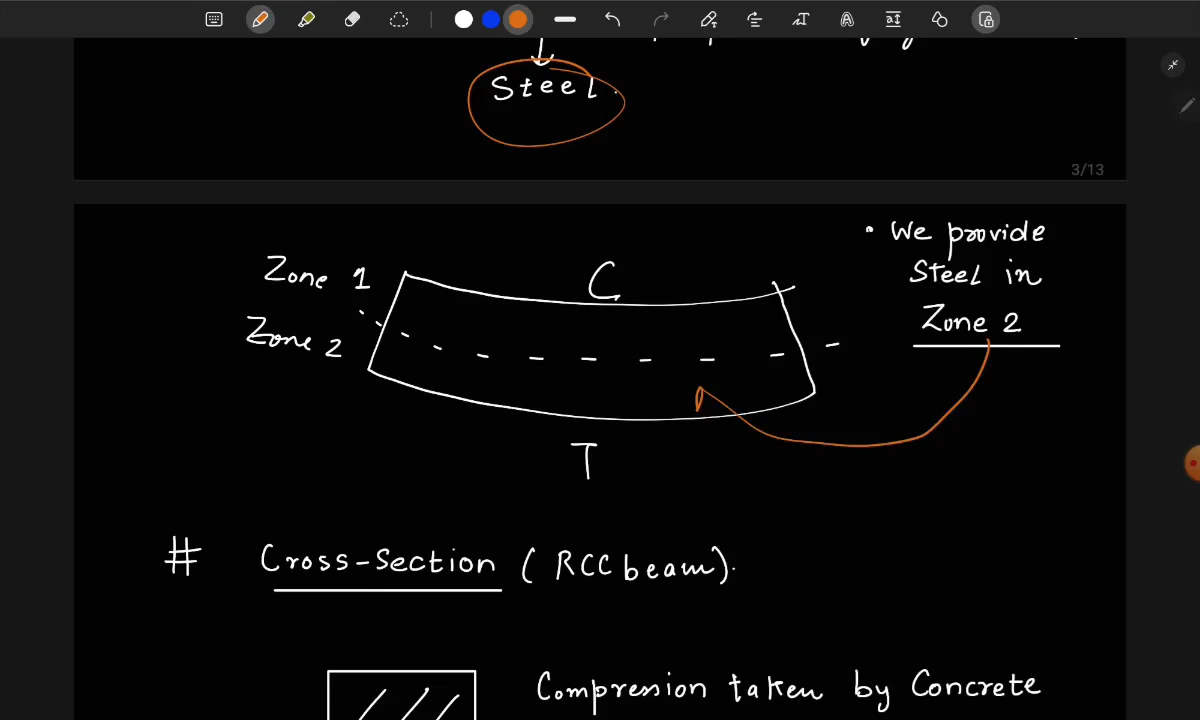 Steel.
3/13
Zone 1
C
• We provide
Steel in
Zone 2
Zone 2
T
# Cross-Section (RCC beam).
Compression taken by Concrete